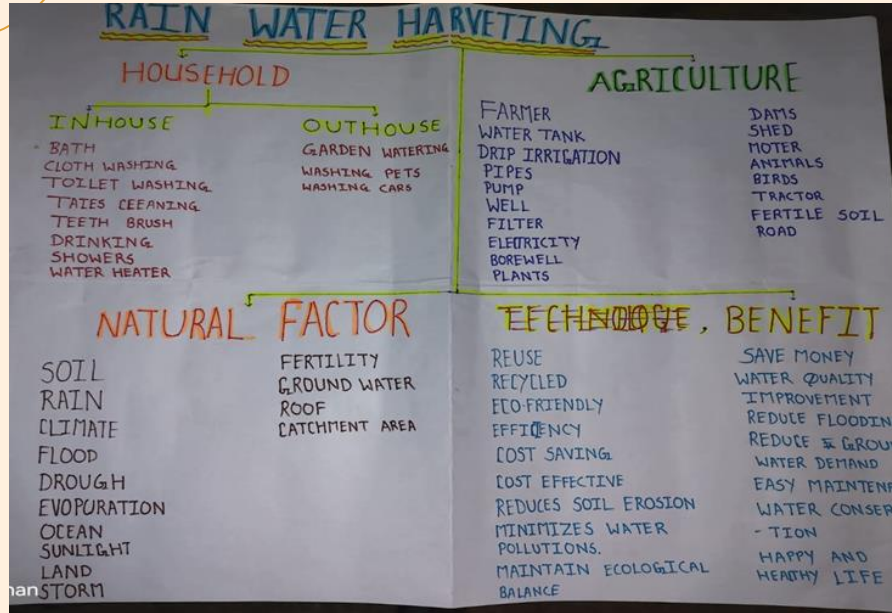 RAIN WATER HARVETING
HOUSEHOLD
INHOUSE
BATH
CLOTH WASHING
TOILET WASHING
TAIES CEEANING
TEETH BRUSH
DRINKING
SHOWERS
WATER HEATER
OUTHOUSE
GARDEN WATERING
WASHING PETS
WASHING CARS
AGRICULTURE
FARMER
WATER TANK
DRIP IRRIGATION
PIPES
PUMP
WELL
FILTER
ELETRICITY
BOREWELL
PLANTS
DAMS
SHED
MOTER
ANIMALS
BIRDS
TRACTOR
FERTILE SOIL
ROAD
NATURAL FACTOR
SOIL
RAIN
CLIMATE
FLOOD
DROUGH
EVOPURATION
OCEAN
SUNLIGHT
LAND
STORM
FERTILITY
GROUND WATER
ROOF
CATCHMENT AREA
, BENEFIT
REUSE
RECYCLED
ECO-FRIENDLY
EFFICENCY
COST SAVING
COST EFFECTIVE
REDUCES SOIL EROSION
MINIMIZES WATER
POLLUTIONS.
MAINTAIN ECOLOGICAL
BALANCE
SAVE MONEY
WATER QUALITY
IMPROVEMENT
REDUCE FLOODIN
REDUCE GROU
WATER DEMAND
EASY MAINTENE
WATER CONSER
- TION
HAPPY AND
HEALTHY LIFE
man